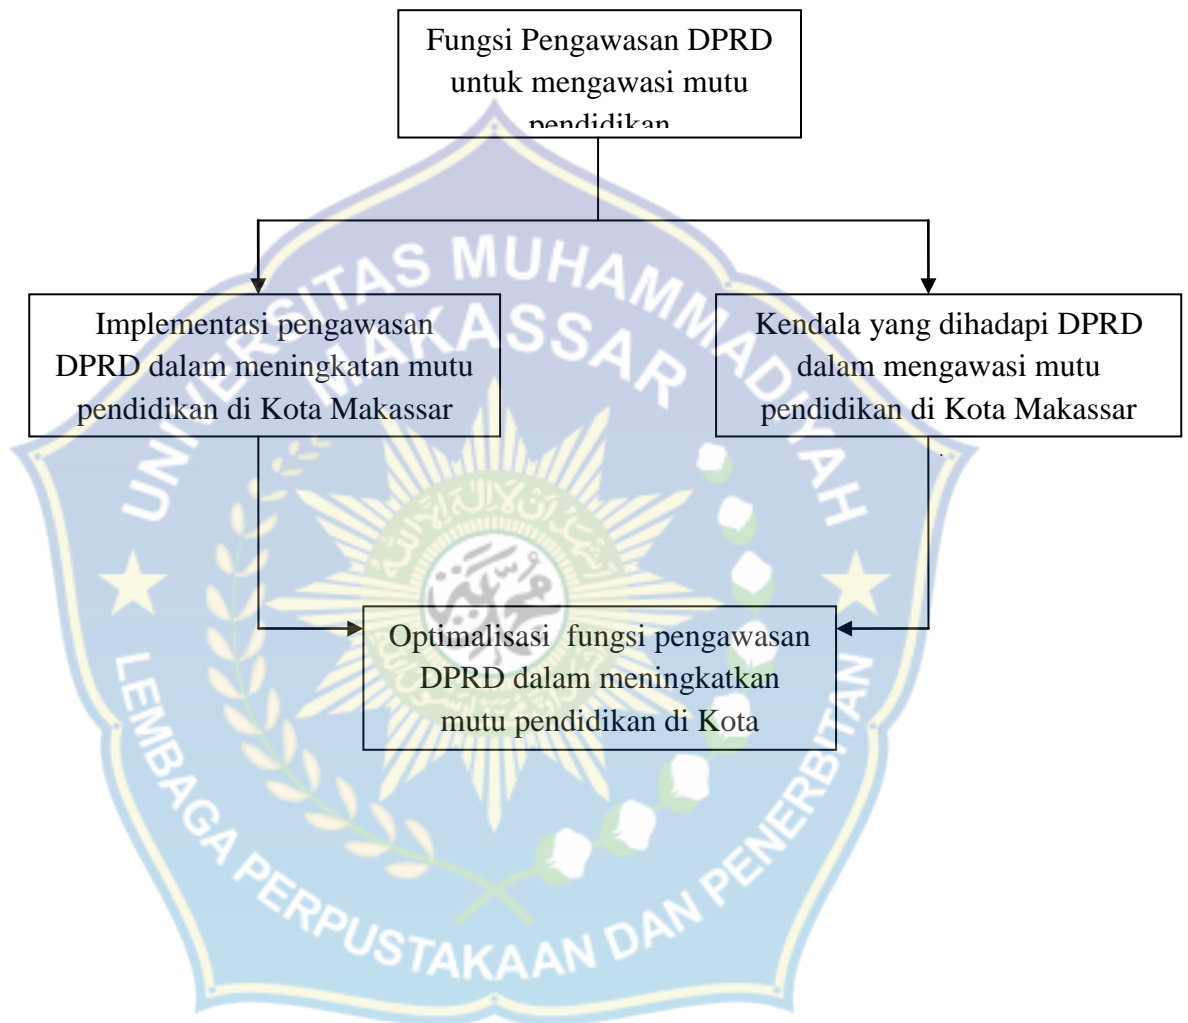 Fungsi Pengawasan DPRD
untuk mengawasi mutu
pendidikan
Implementasi pengawasan
DPRD dalam meningkatan mutu
pendidikan di Kota Makassar
Kendala yang dihadapi DPRD
dalam mengawasi mutu
pendidikan di Kota Makassar
.
Optimalisasi  fungsi pengawasan
DPRD dalam meningkatkan
mutu pendidikan di Kota
UNIVERSITAS MUHAMMADIYAH
MAKASSAR
LEMBAGA PERPUSTAKAAN DAN PENERBITAN